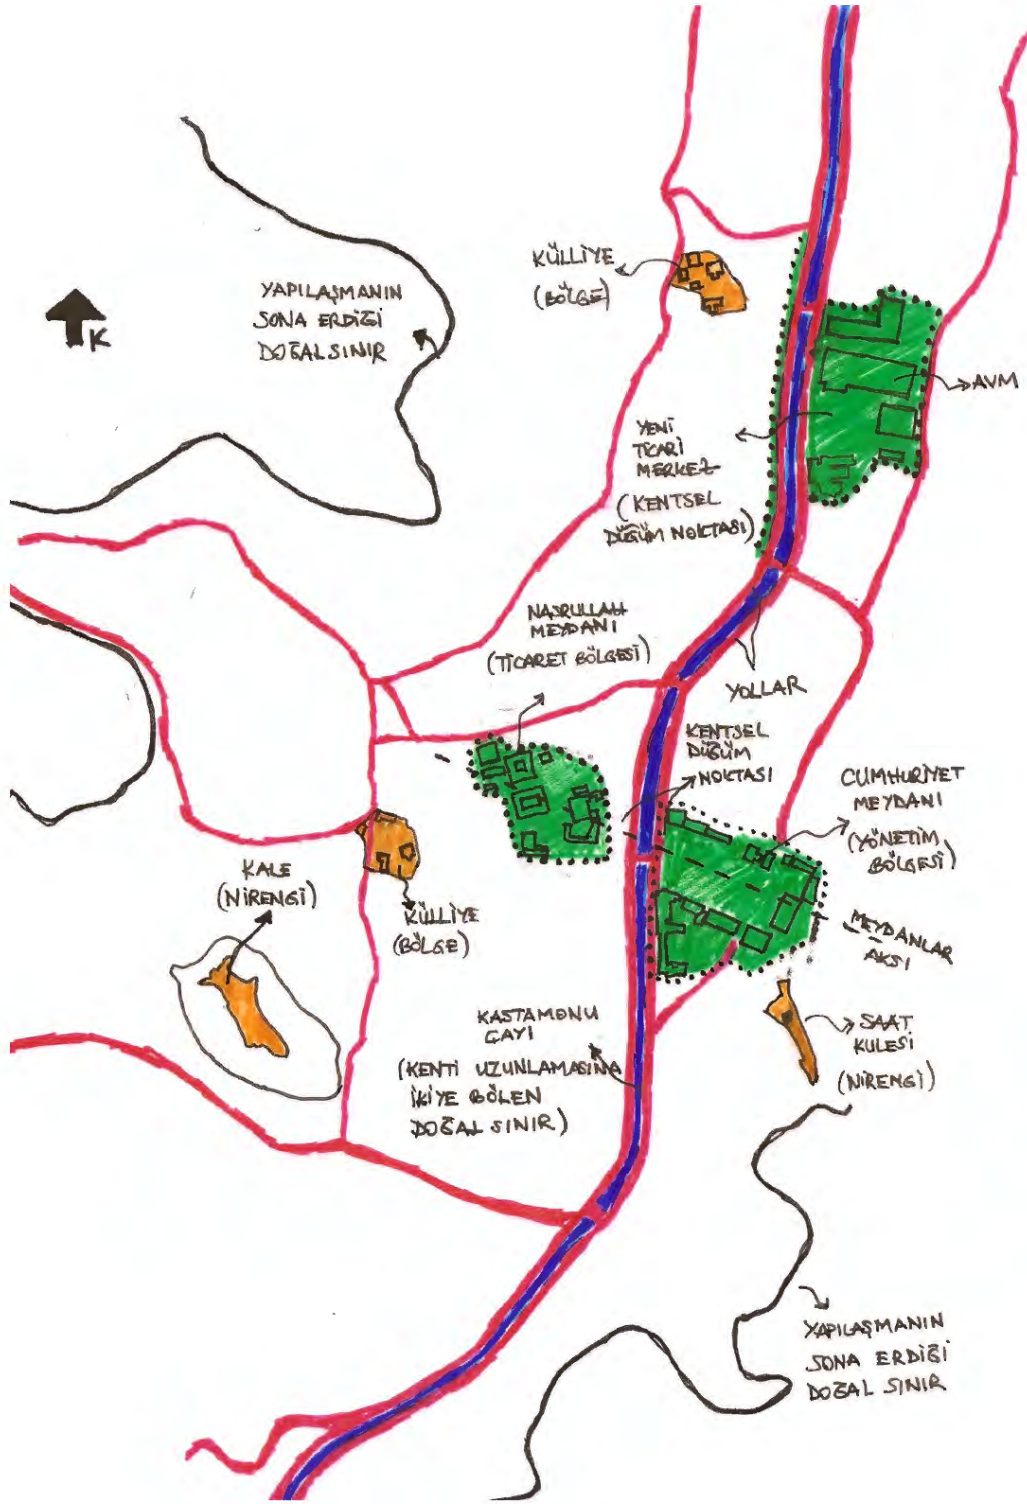 KÜLLİYE
(BÖLGE)
YAPILAŞMANIN
SONA ERDİĞİ
DOĞAL SINIR
K
AVM
YENİ
TİCARİ
MERKEZ
(KENTSEL
DÜĞÜM NOKTASI)
NASRULLAH
MEYDANI
(TİCARET BÖLGESİ)
YOLLAR
KENTSEL
DÜĞÜM
NOKTASI
CUMHURİYET
MEYDANI
(YÖNETİM
BÖLGESİ)
KALE
(NİRENGİ)
KÜLLİYE
(BÖLGE)
MEYDANLAR
AKSI
KASTAMONU
ÇAYI
(KENTİ UZUNLAMASINA
İKİYE BÖLEN
DOĞAL SINIR)
SAAT
KULESİ
(NİRENGİ)
YAPILAŞMANIN
SONA ERDİĞİ
DOĞAL SINIR